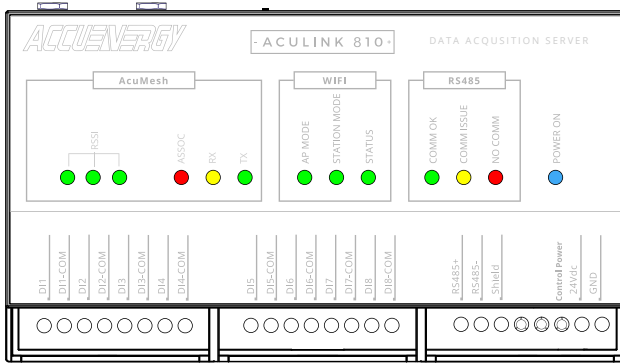 ACCUENERGY
ACULINK 810
DATA ACQUSITION SERVER
AcuMesh
WIFI
RS485
RSSI
ASSOC
RX
TX
AP MODE
STATION MODE
STATUS
COMM OK
COMM ISSUE
NO COMM
POWER ON
DI1
DI1-COM
DI2
DI2-COM
DI3
DI3-COM
DI4
DI4-COM
DI5
DI5-COM
DI6
DI6-COM
DI7
DI7-COM
DI8
DI8-COM
RS485+
RS485-
Shield
Control Power
24Vdc
GND